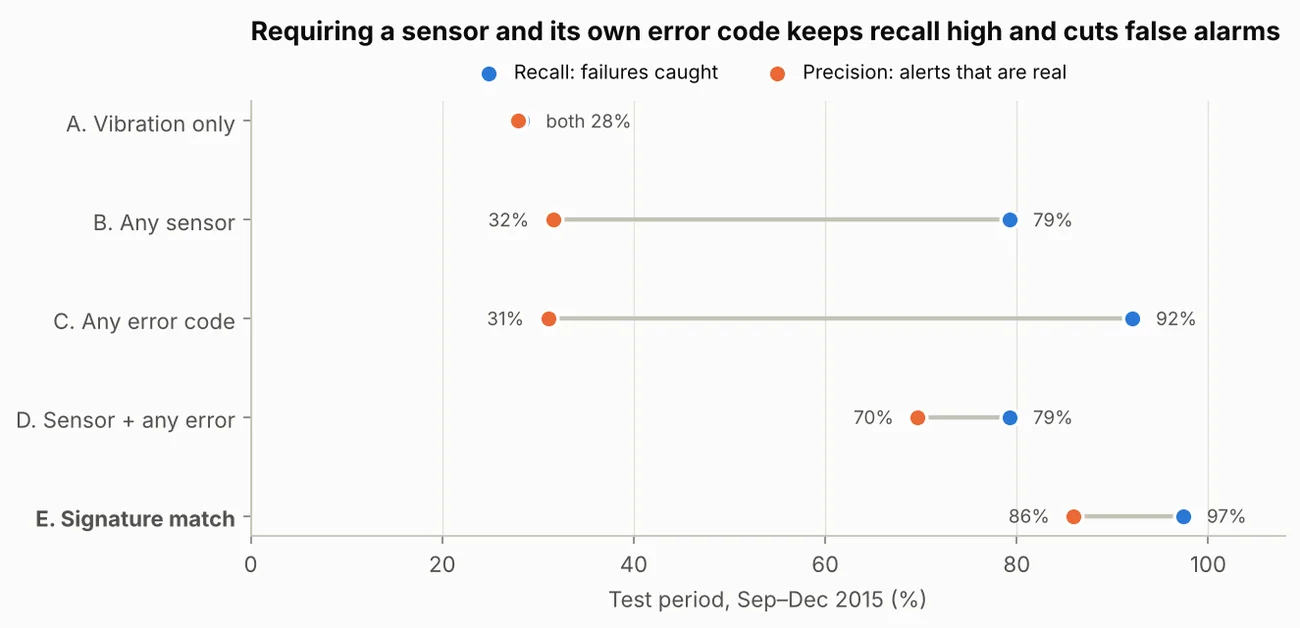 Requiring a sensor and its own error code keeps recall high and cuts false alarms
Recall: failures caught Precision: alerts that are real
A. Vibration only both 28%
B. Any sensor 32% 79%
C. Any error code 31% 92%
D. Sensor + any error 70% 79%
E. Signature match 86% 97%
0 20 40 60 80 100
Test period, Sep–Dec 2015 (%)